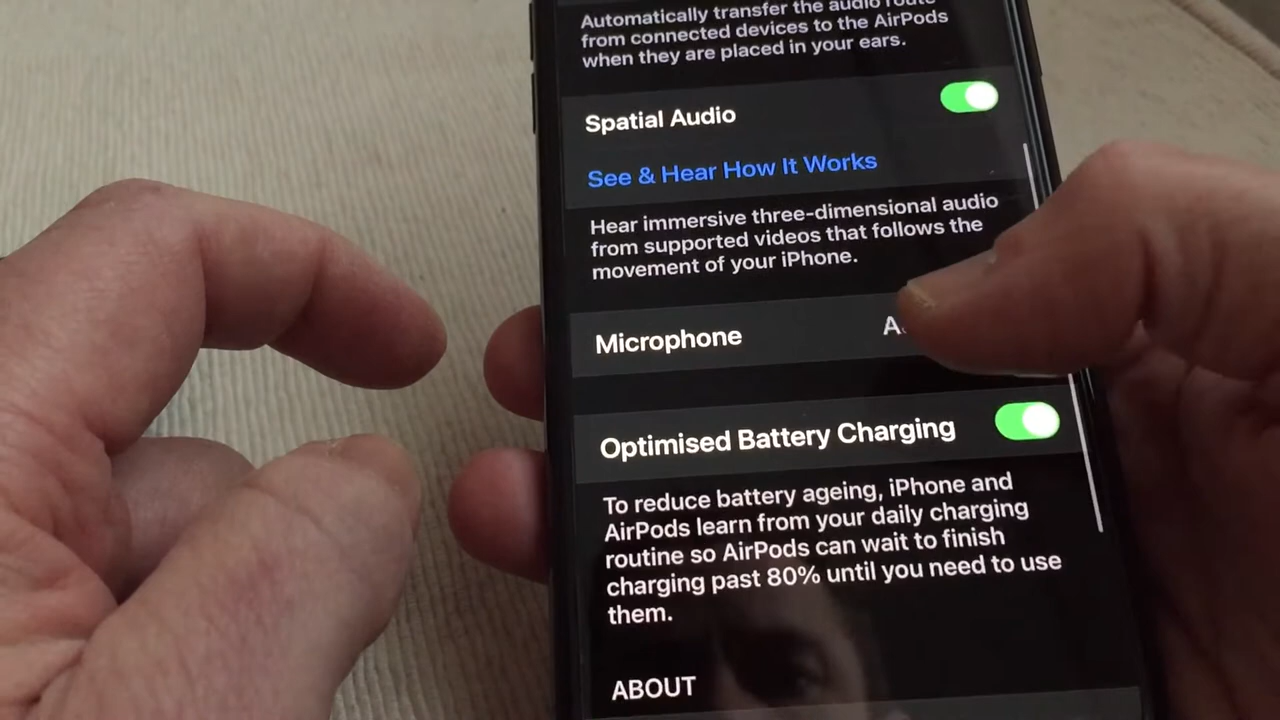 Automatically transfer the audio route
from connected devices to the AirPods
when they are placed in your ears.
Spatial Audio
See & Hear How It Works
Hear immersive three-dimensional audio
from supported videos that follows the
movement of your iPhone.
Microphone
Optimised Battery Charging
To reduce battery ageing, iPhone and
AirPods learn from your daily charging
routine so AirPods can wait to finish
charging past 80% until you need to use
them.
ABOUT